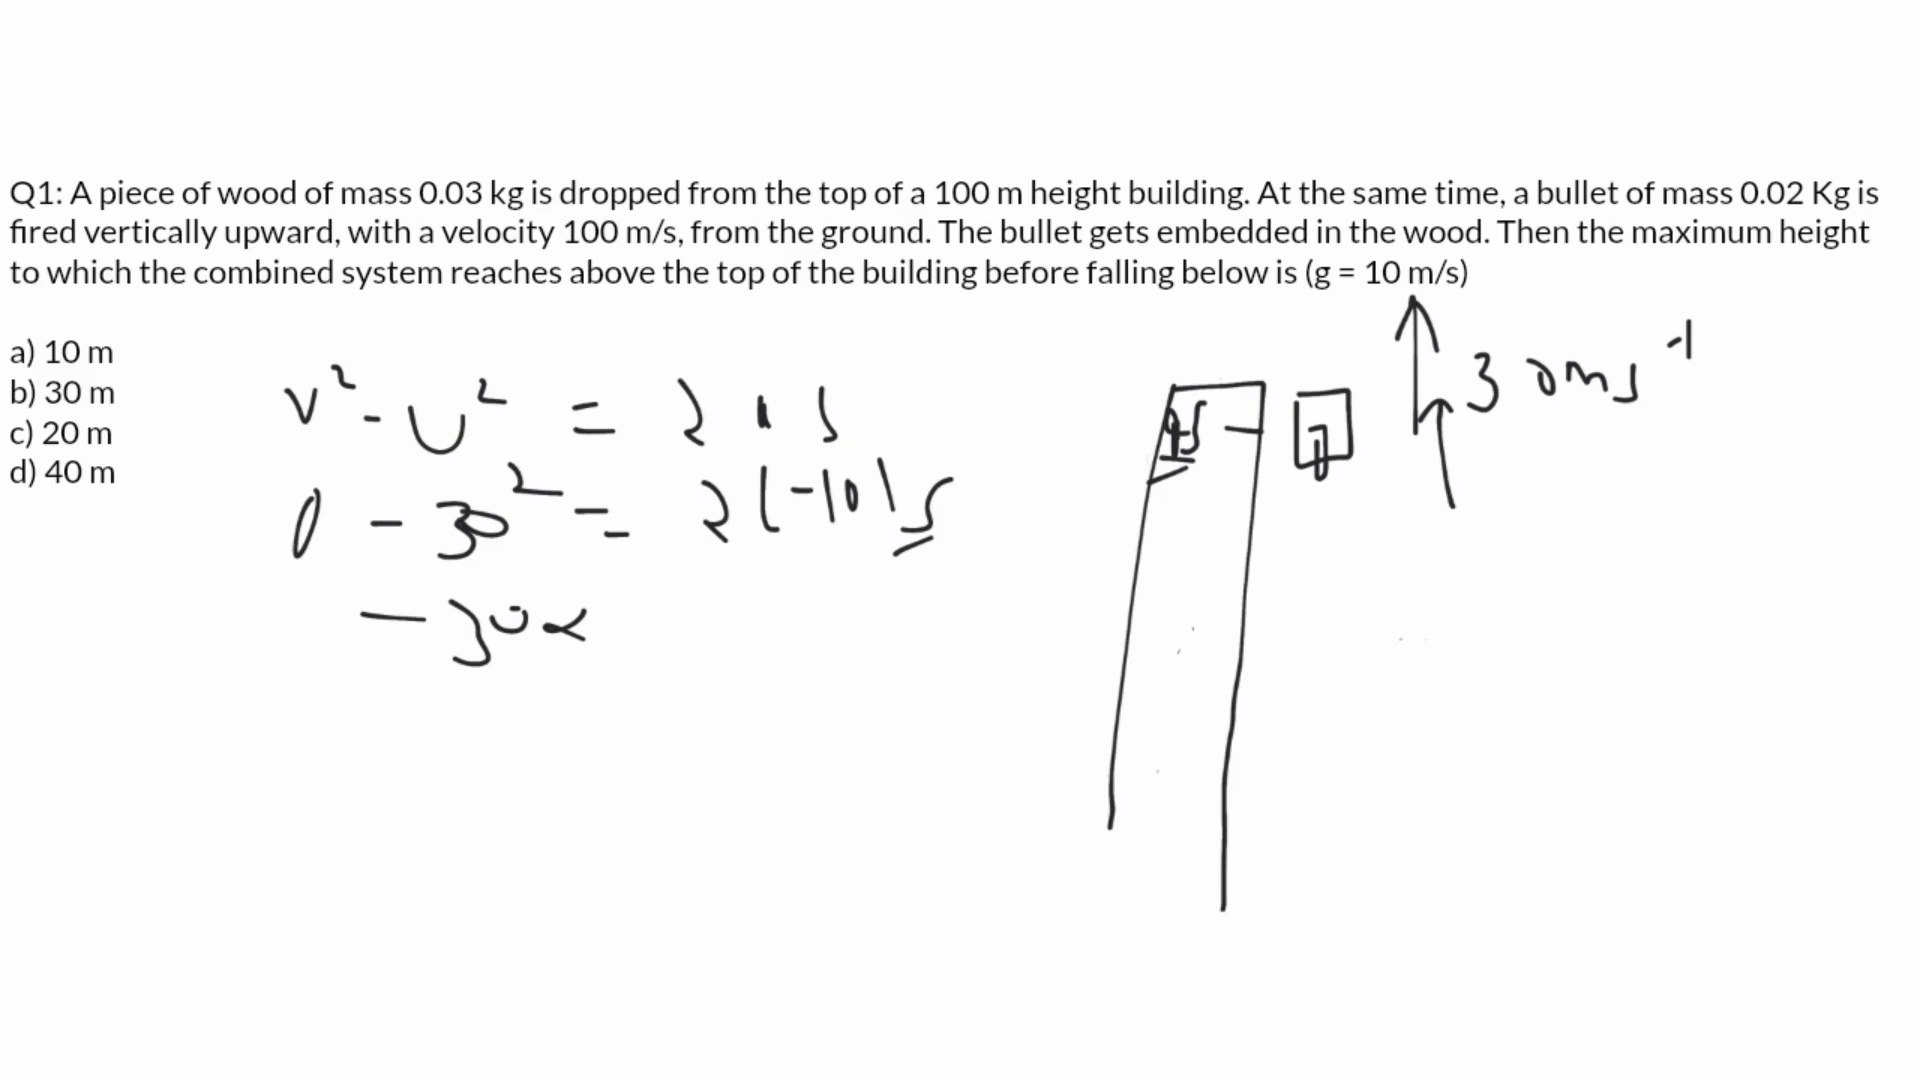 Q1: A piece of wood of mass 0.03 kg is dropped from the top of a 100 m height building. At the same time, a bullet of mass 0.02 Kg is
fired vertically upward, with a velocity 100 m/s, from the ground. The bullet gets embedded in the wood. Then the maximum height
to which the combined system reaches above the top of the building before falling below is (g = 10 m/s)
a) 10 m
b) 30 m
c) 20 m
d) 40 m
v² - u² = 2 a s
0 - 30² = 2(-10)s
- 30x
95
30ms⁻¹